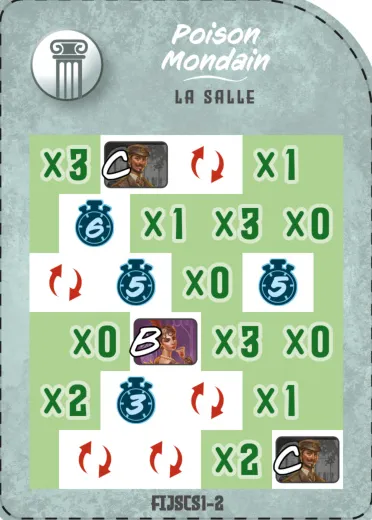 Poison
Mondain
LA SALLE
X3 C X1
6 X1 X3 X0
5 X0 5
X0 B X3 X0
X2 3 X1
X2 C
FIJSCS1-2